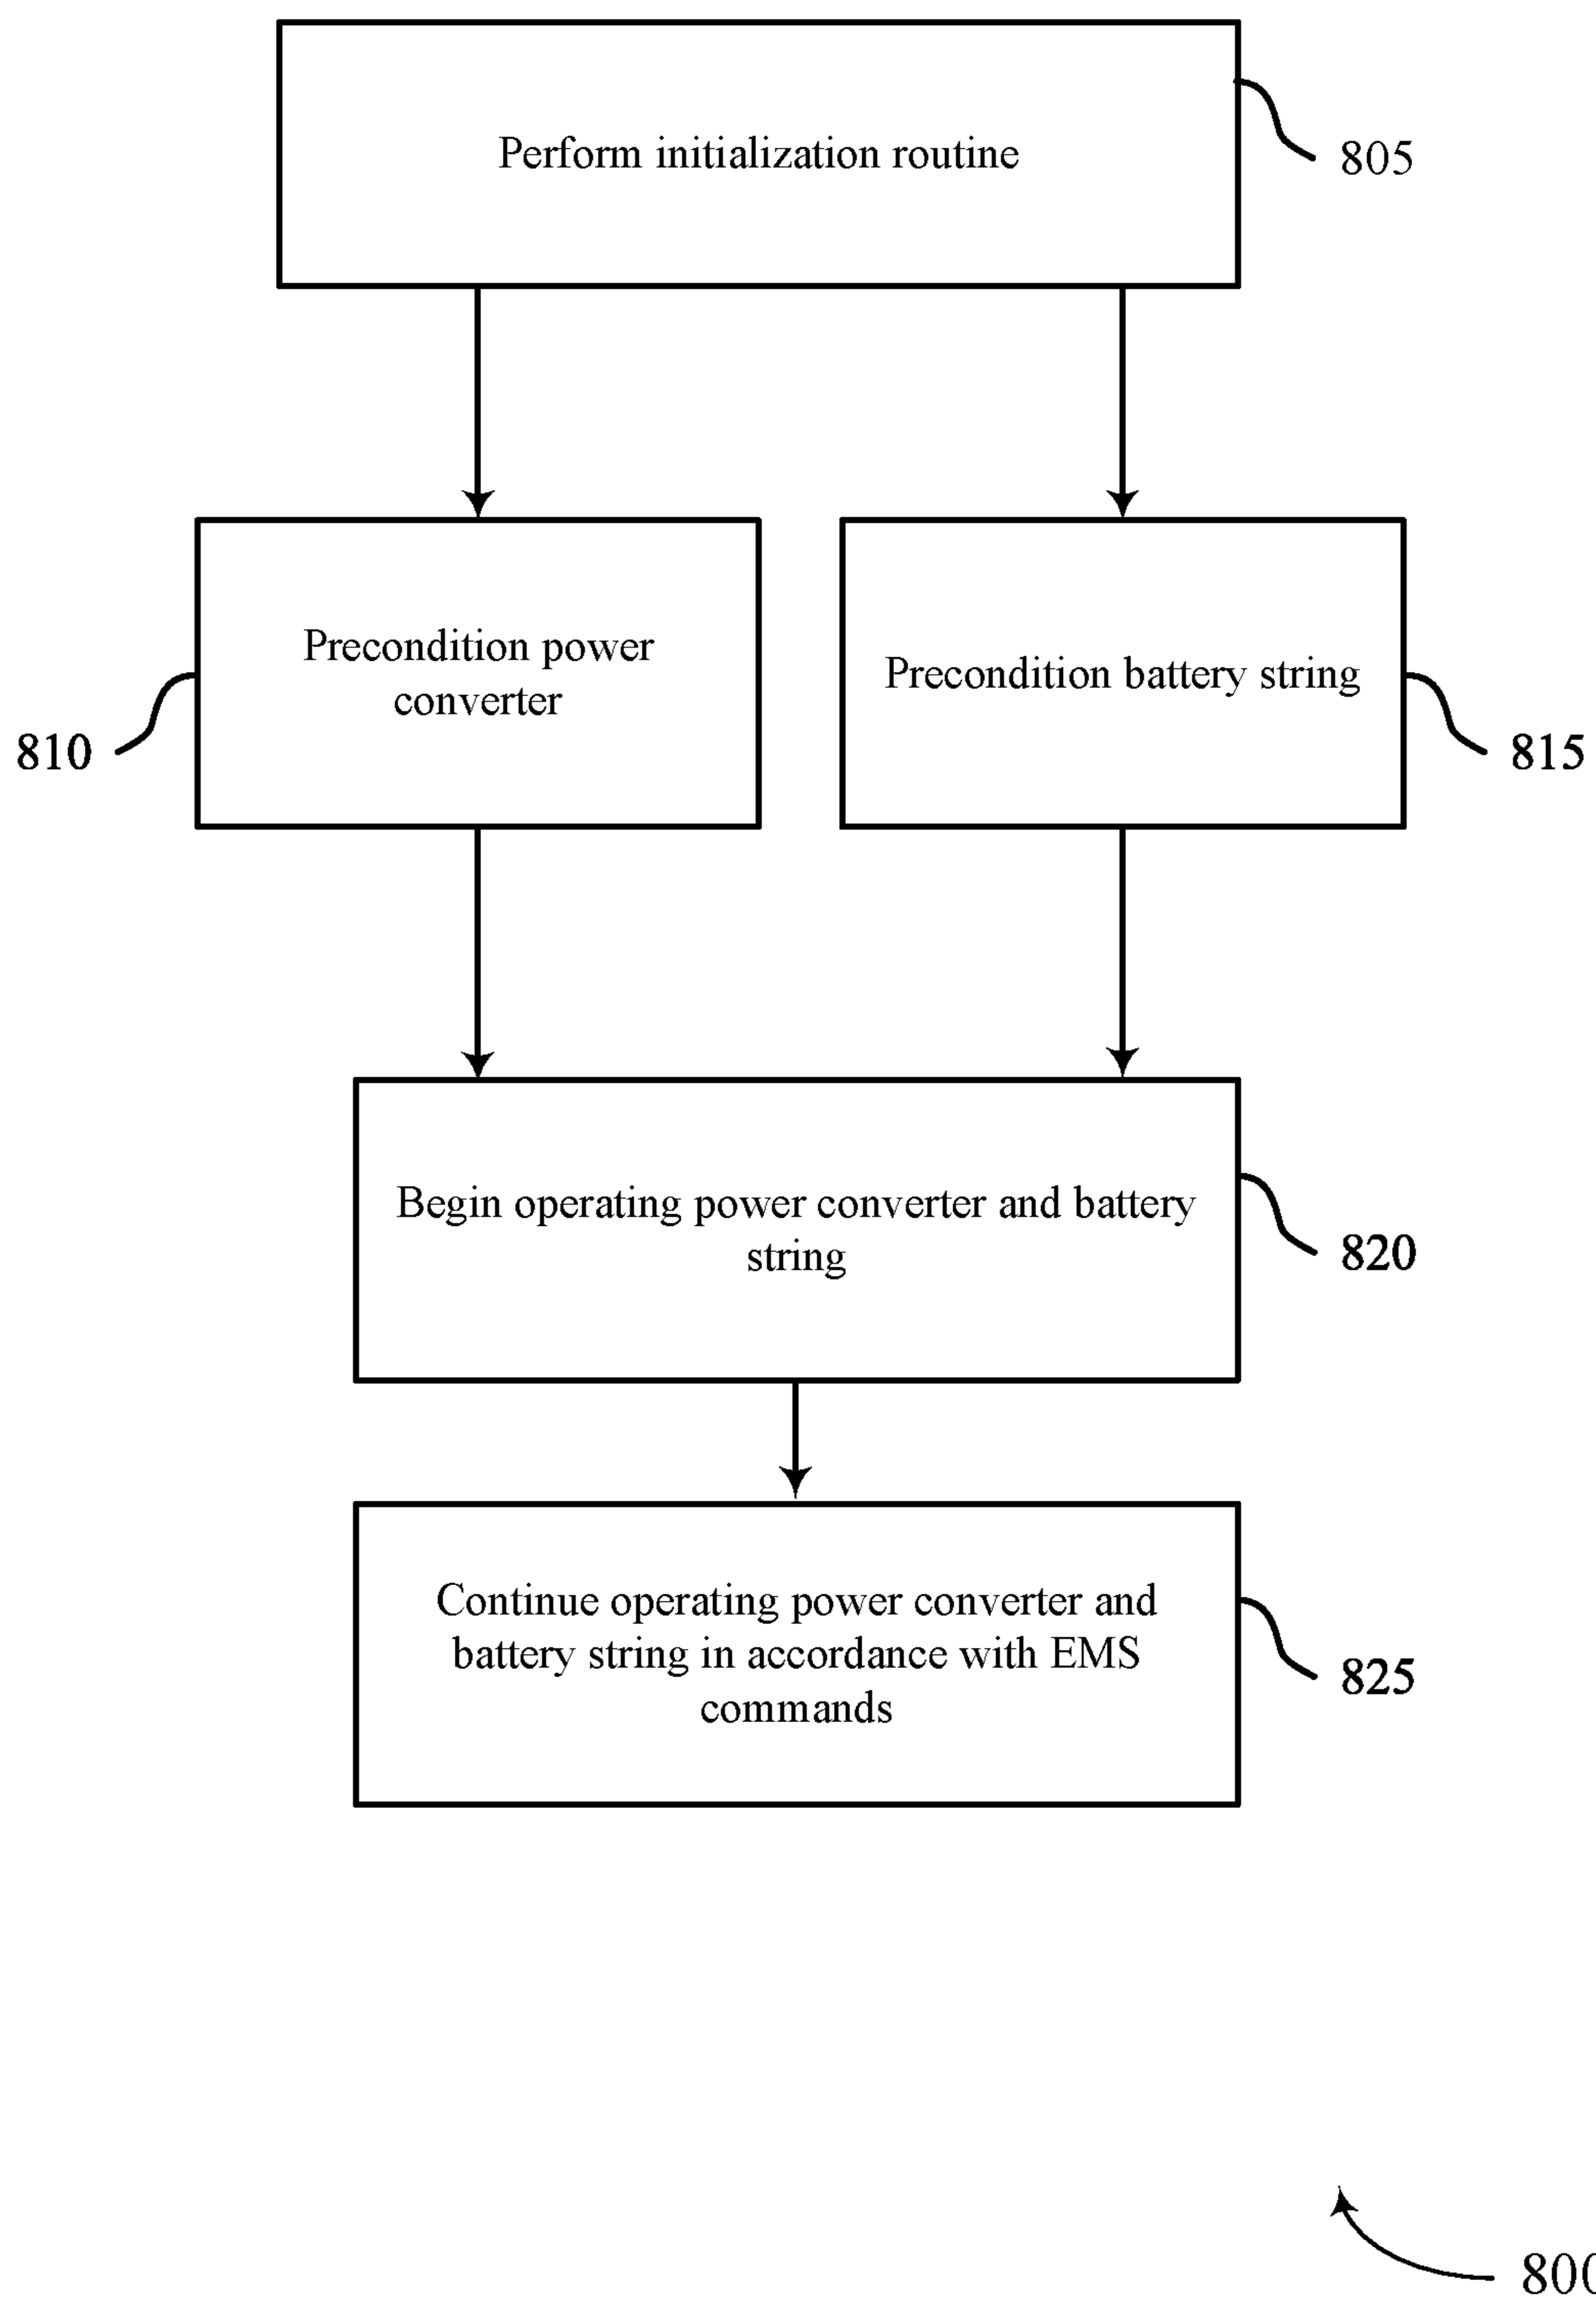 Perform initialization routine
805
Precondition power
converter
810
Precondition battery string
815
Begin operating power converter and battery
string
820
Continue operating power converter and
battery string in accordance with EMS
commands
825
800